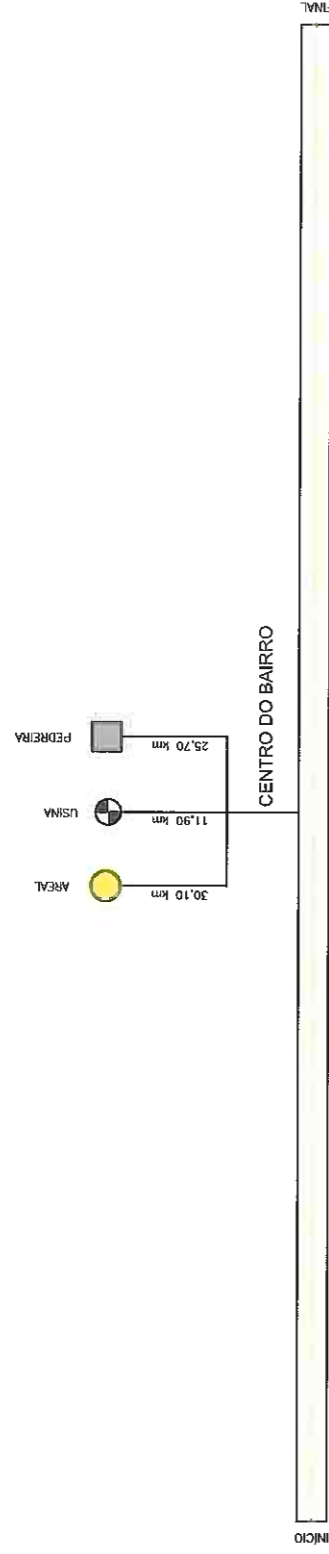 FINAL
PEDREIRA
25,70 km
USINA
11,90 km
AREAL
30,10 km
CENTRO DO BAIRRO
INÍCIO